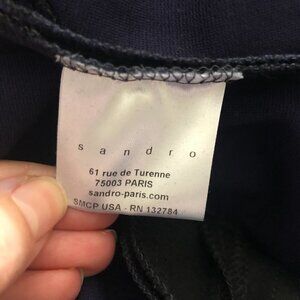 sandro
61 rue de Turenne
75003 PARIS
sandro-paris.com
SMCP USA - RN 132784